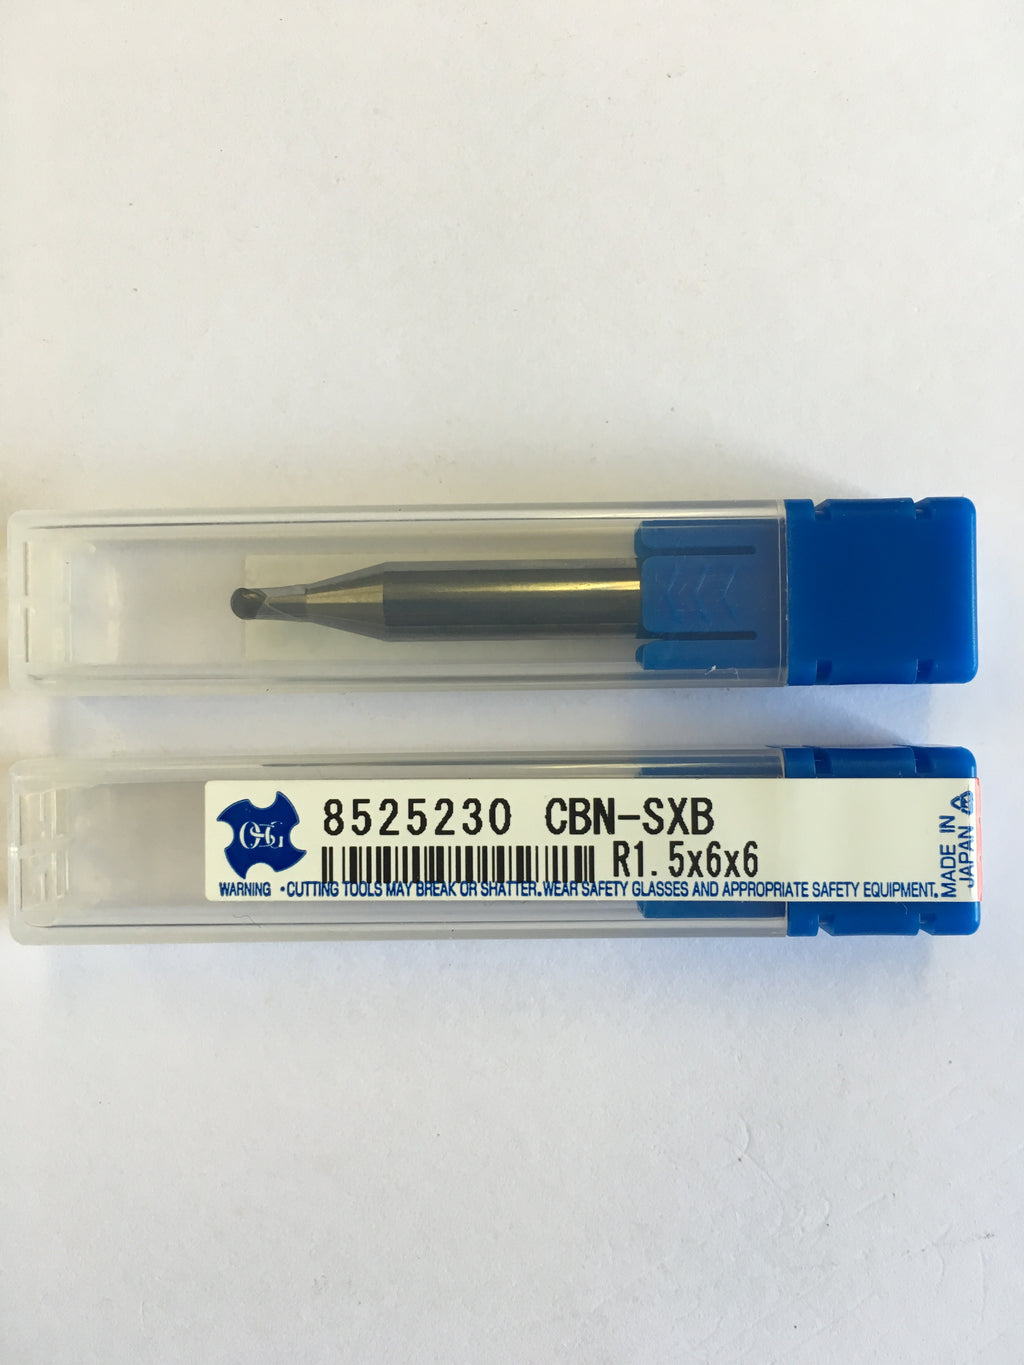 OSG
8525230 CBN-SXB
R1.5x6x6
WARNING •CUTTING TOOLS MAY BREAK OR SHATTER. WEAR SAFETY GLASSES AND APPROPRIATE SAFETY EQUIPMENT.
MADE IN
JAPAN